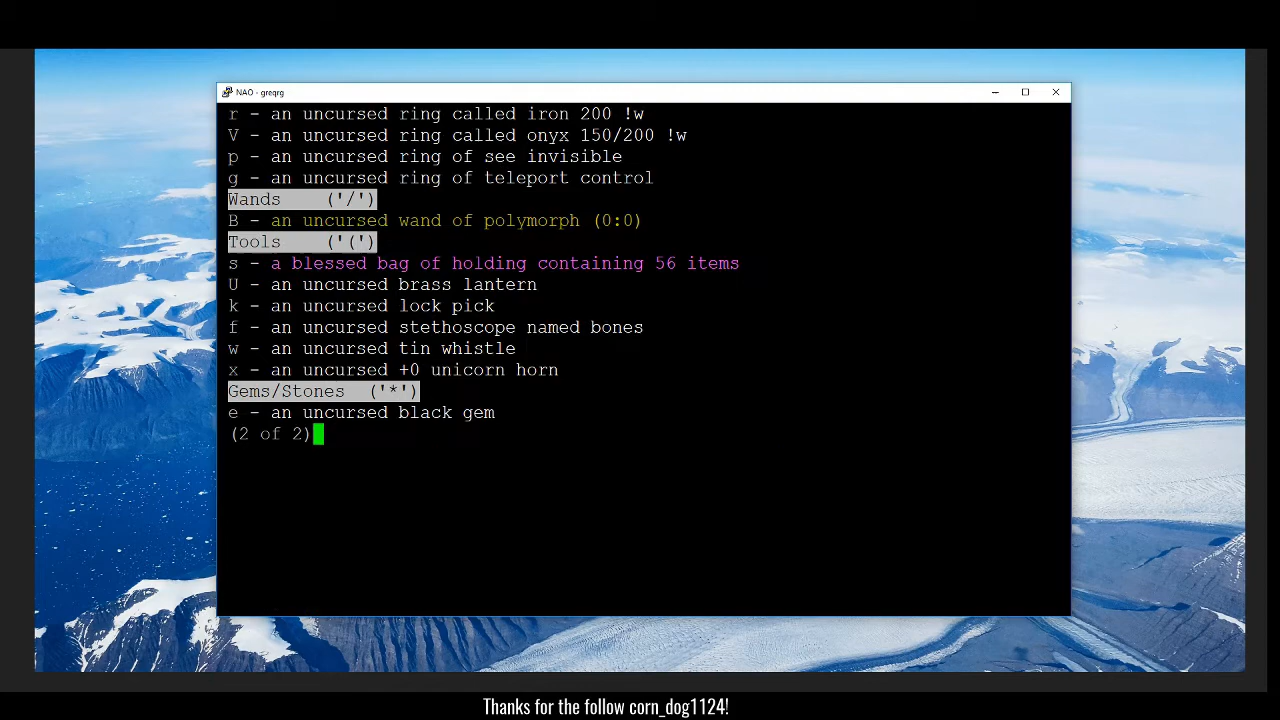 NAO - greqrg
r - an uncursed ring called iron 200 !w
V - an uncursed ring called onyx 150/200 !w
p - an uncursed ring of see invisible
g - an uncursed ring of teleport control
Wands ('/')
B - an uncursed wand of polymorph (0:0)
Tools ('(')
s - a blessed bag of holding containing 56 items
U - an uncursed brass lantern
k - an uncursed lock pick
f - an uncursed stethoscope named bones
w - an uncursed tin whistle
x - an uncursed +0 unicorn horn
Gems/Stones ('*')
e - an uncursed black gem
(2 of 2)
Thanks for the follow corn_dog1124!